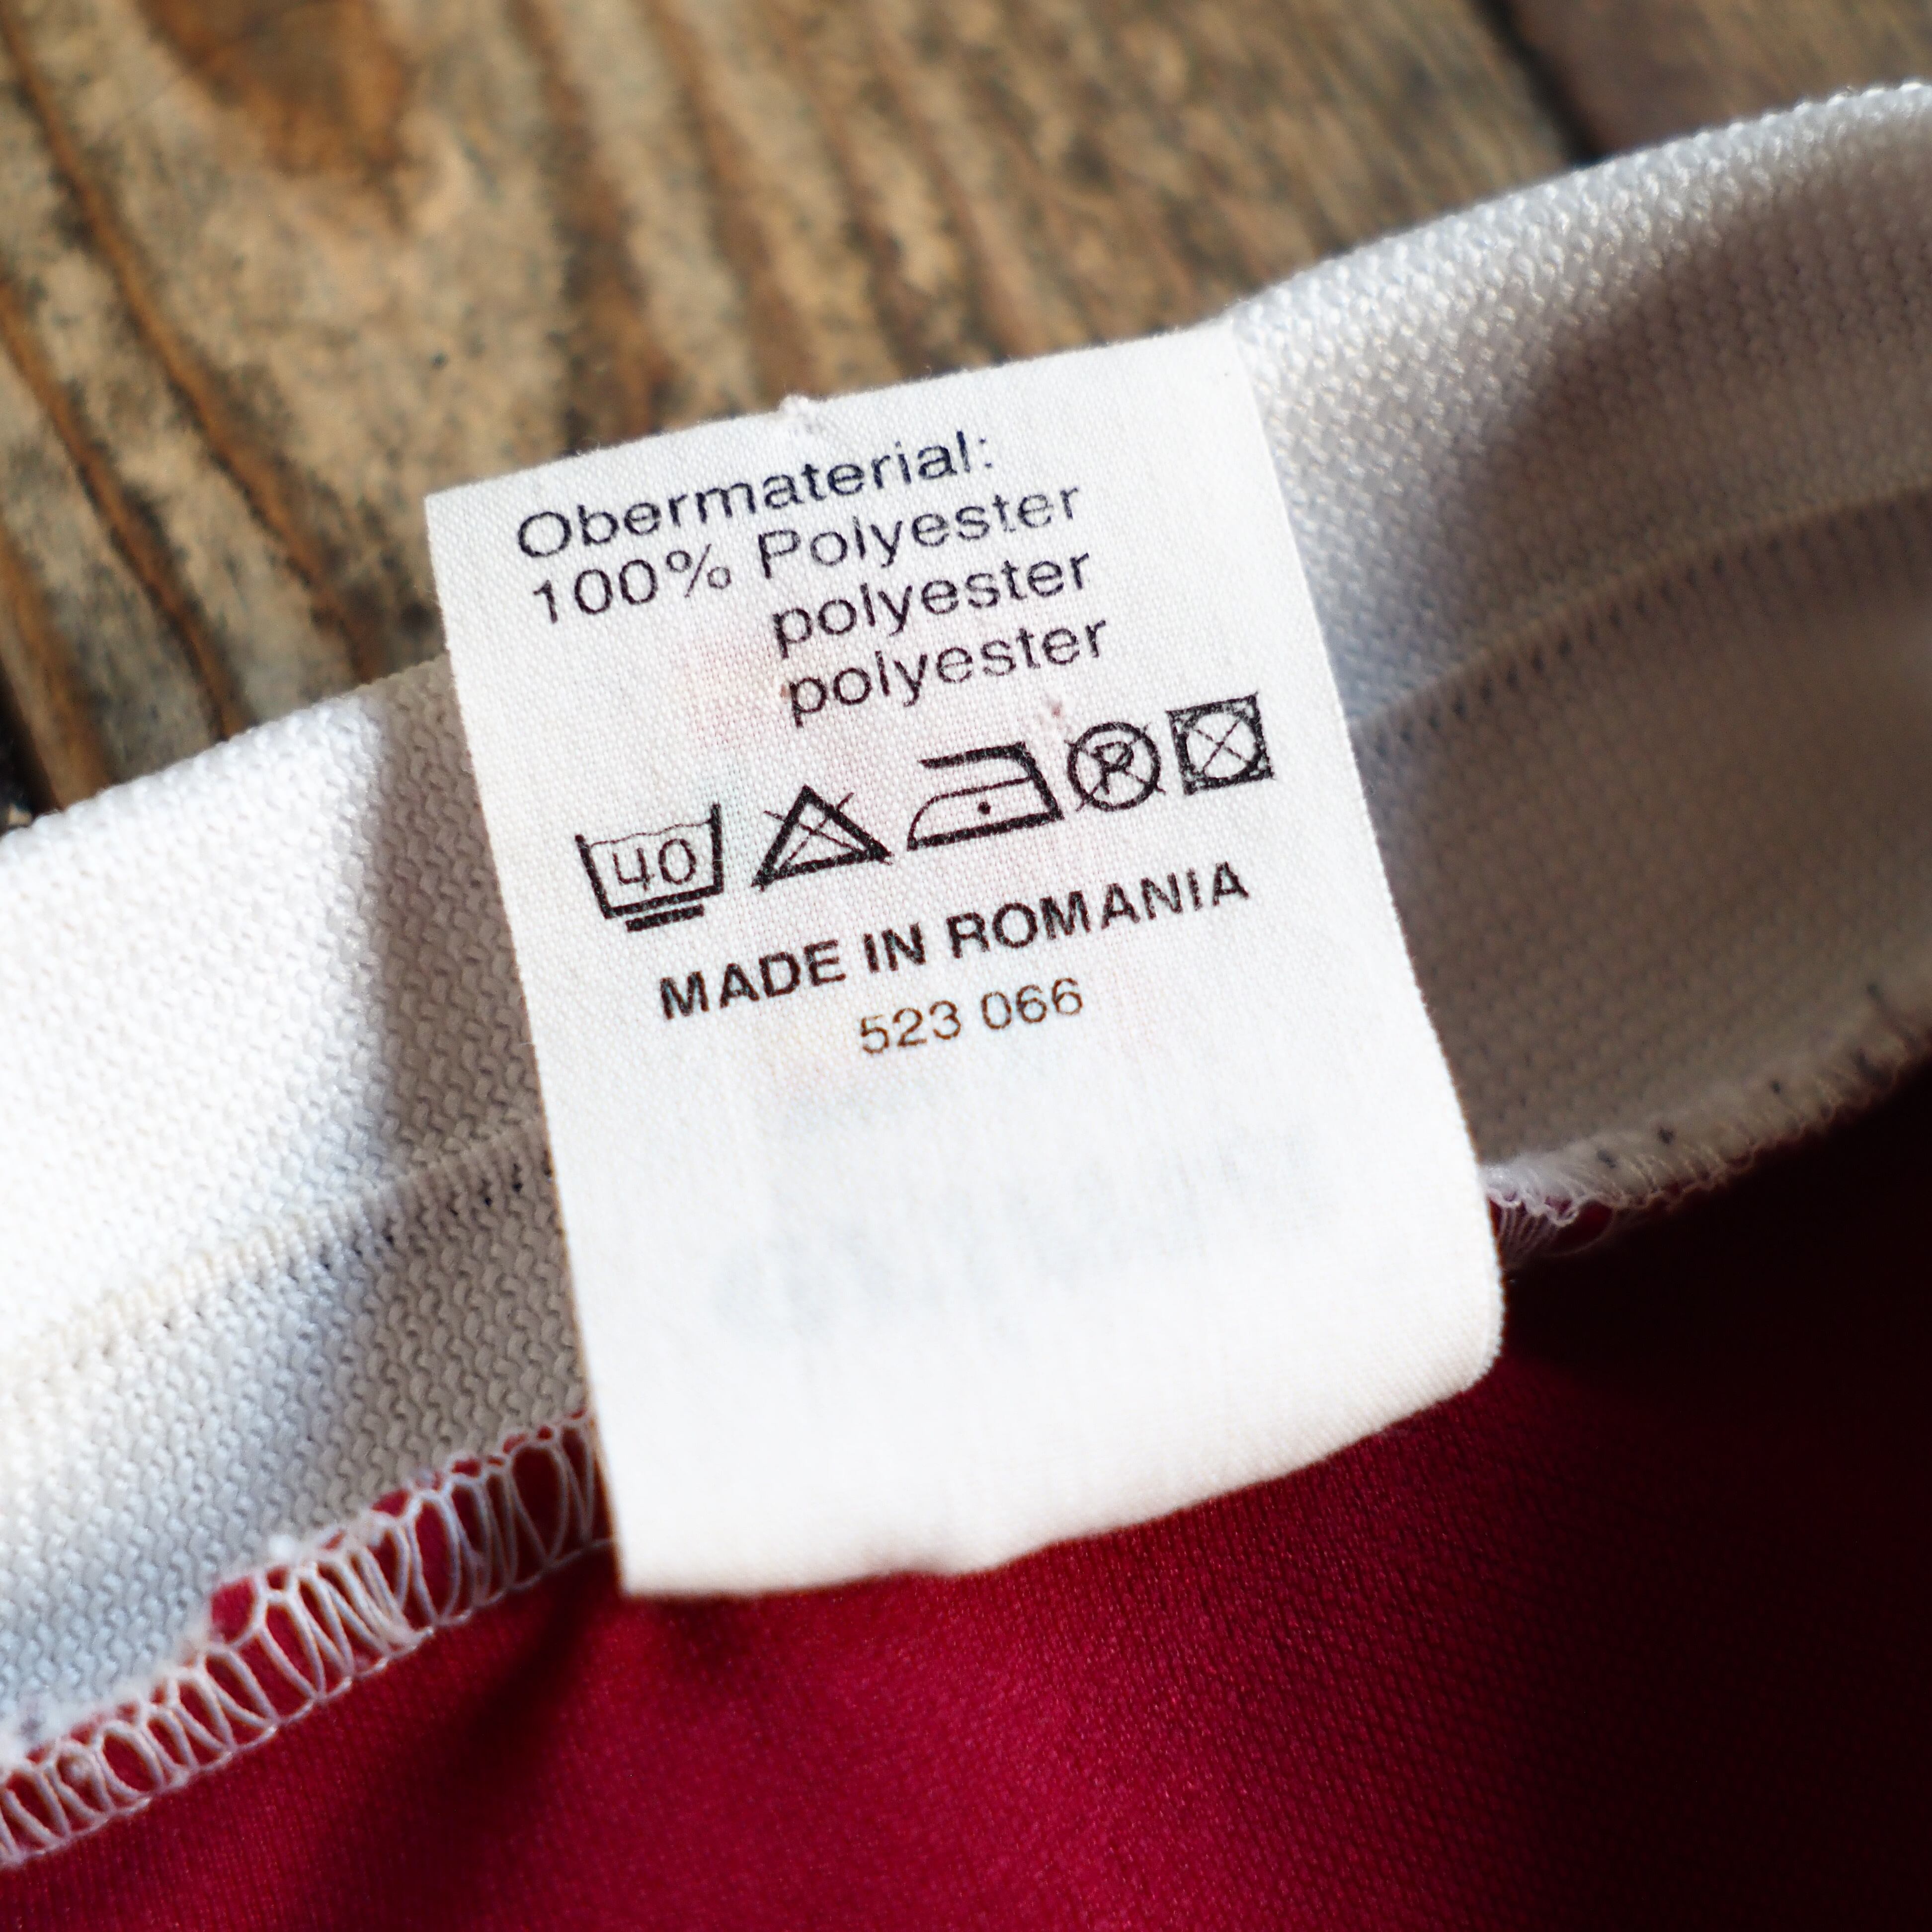 Obermaterial:
100% Polyester
polyester
polyester
40 P
MADE IN ROMANIA
523 066